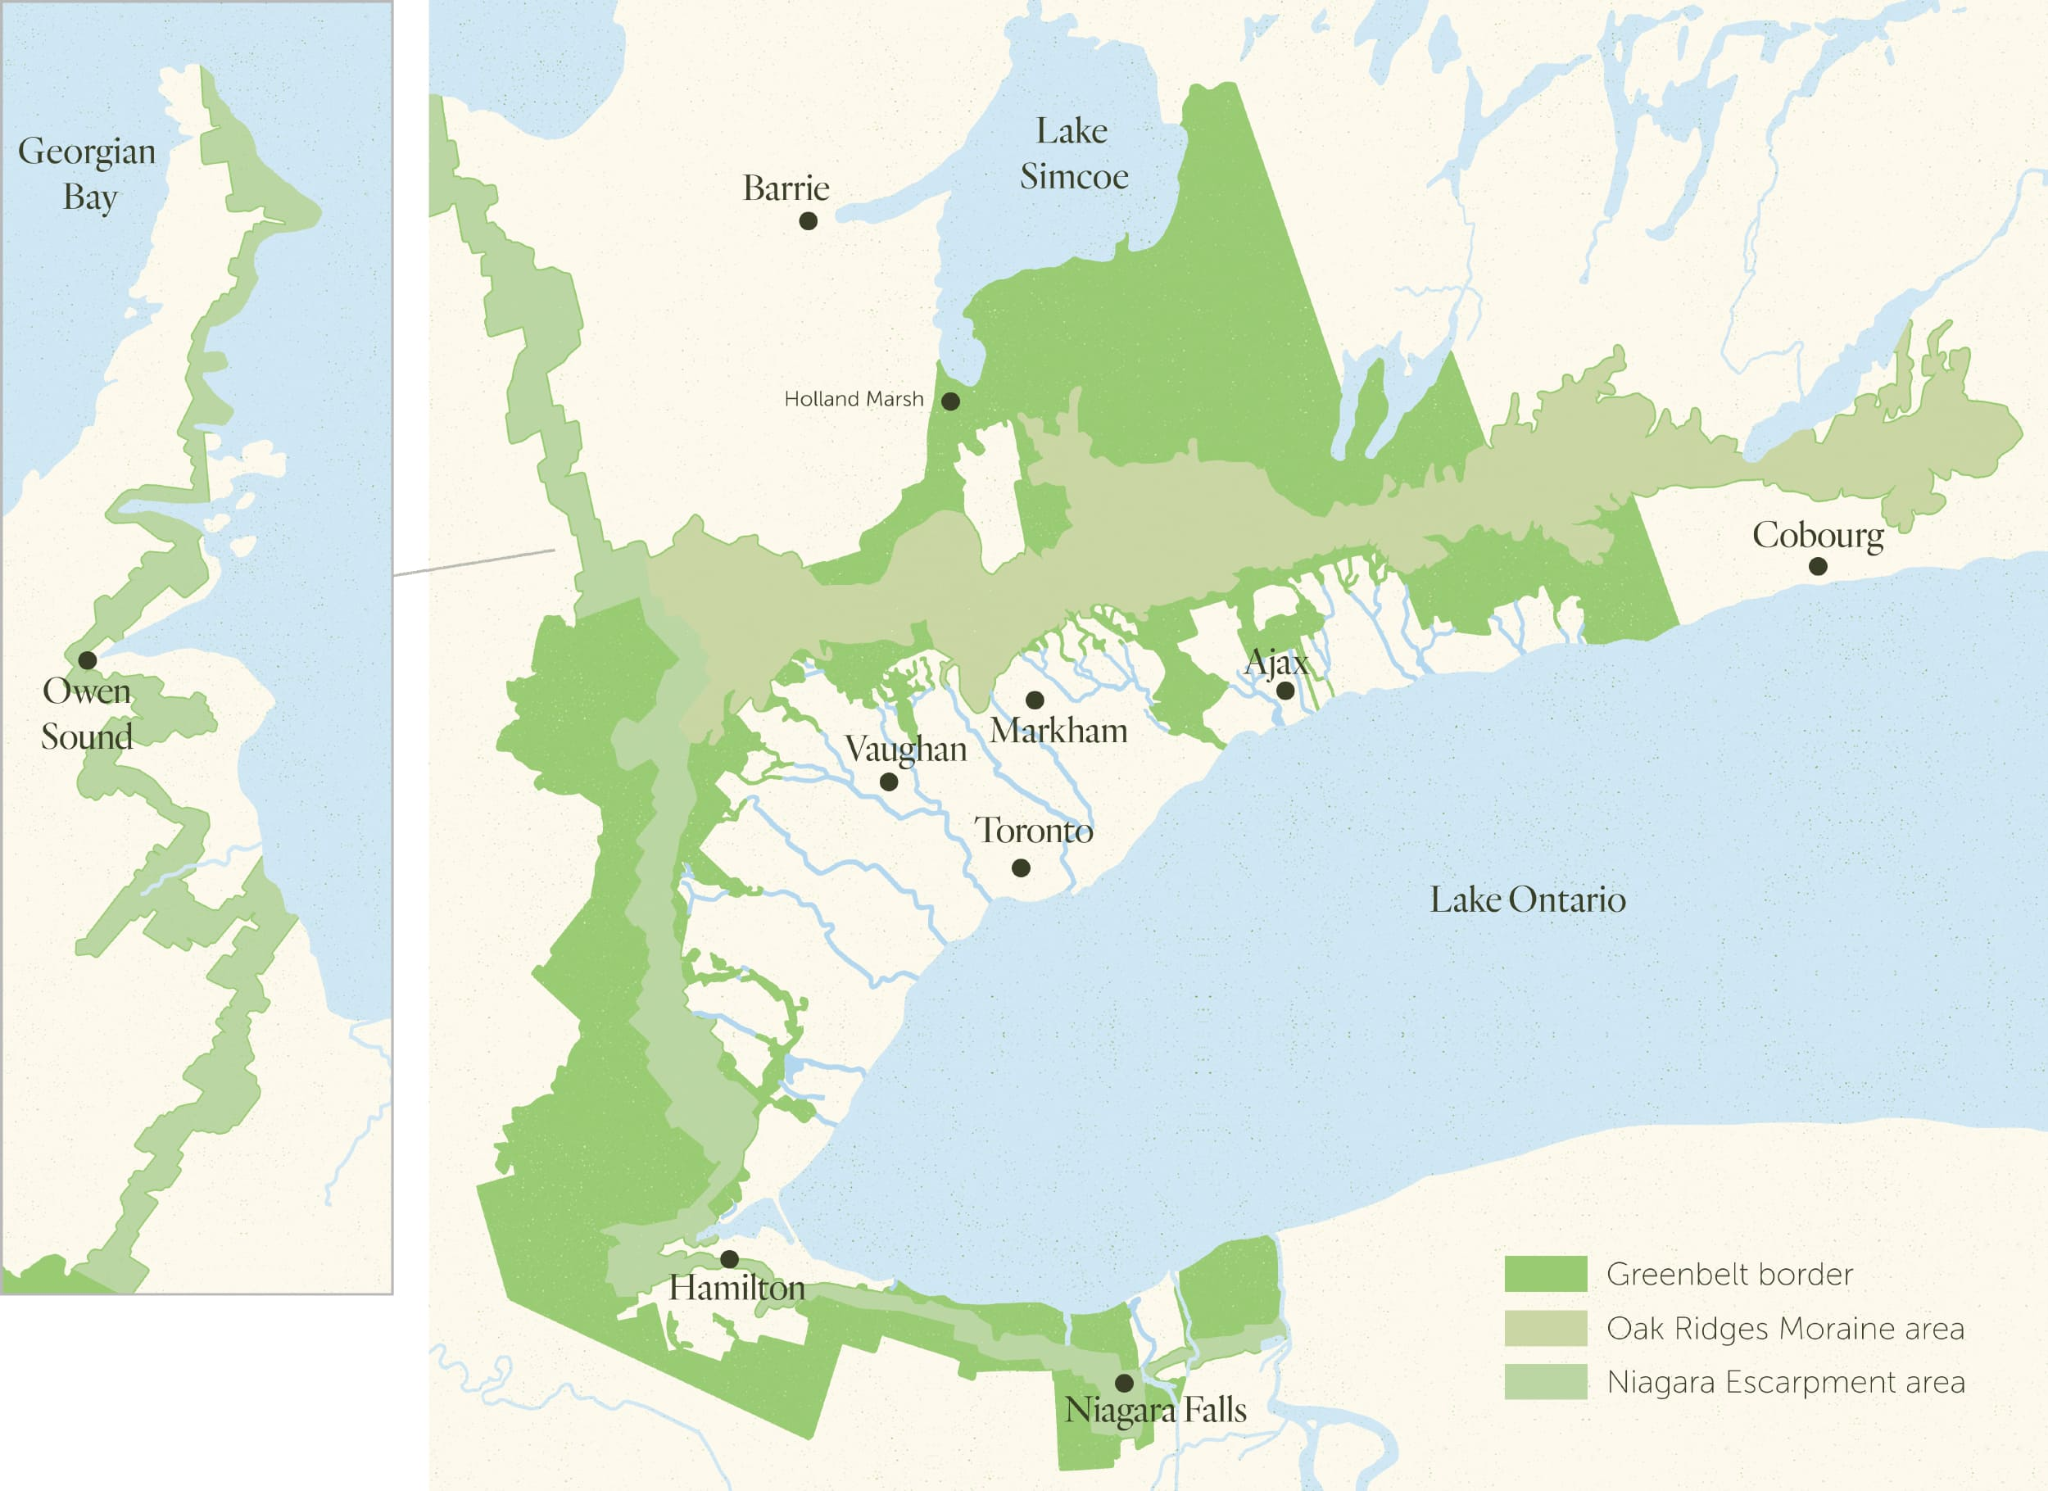 Georgian
Bay
Owen
Sound
Lake
Simcoe
Barrie
Holland Marsh
Cobourg
Ajax
Markham
Vaughan
Toronto
Lake Ontario
Hamilton
Niagara Falls
Greenbelt border
Oak Ridges Moraine area
Niagara Escarpment area